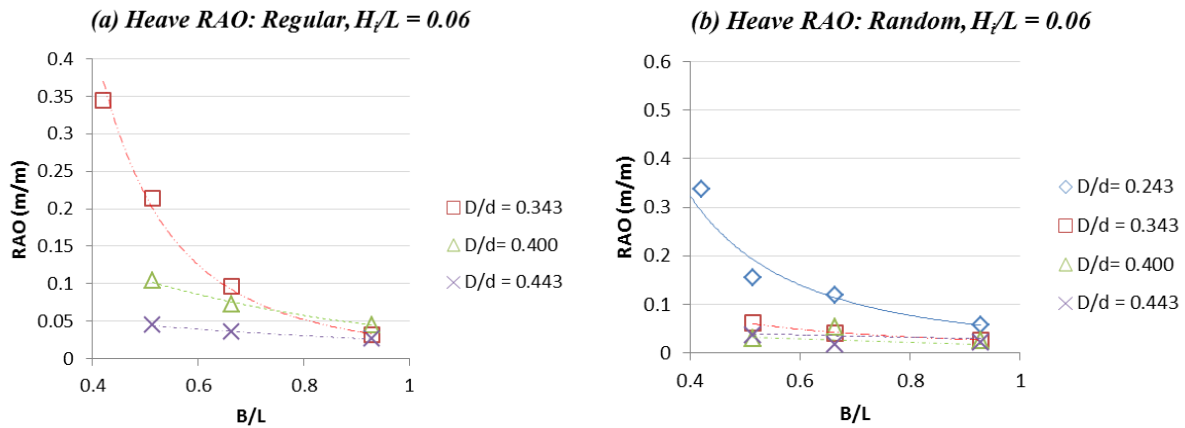 (a) Heave RAO: Regular, Hi/L = 0.06
0.4
0.35
0.3
0.25
0.2
0.15
0.1
0.05
0
RAO (m/m)
0.4
0.6
0.8
1
B/L
D/d = 0.343
D/d= 0.400
D/d = 0.443
(b) Heave RAO: Random, Hi/L = 0.06
0.6
0.5
0.4
0.3
0.2
0.1
0
RAO (m/m)
0.4
0.6
0.8
1
B/L
D/d = 0.243
D/d = 0.343
D/d= 0.400
D/d = 0.443